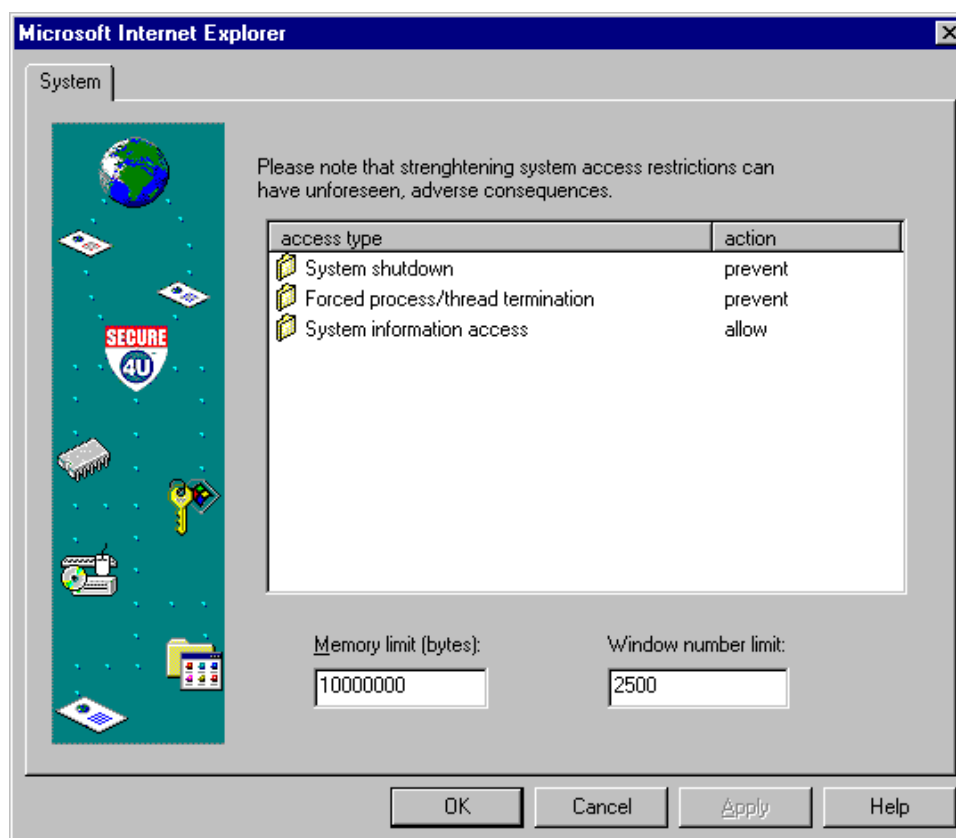 Microsoft Internet Explorer
System
Please note that strenghtening system access restrictions can
have unforeseen, adverse consequences.
access type action
System shutdown prevent
Forced process/thread termination prevent
System information access allow
SECURE
4U
Memory limit (bytes): Window number limit:
10000000 2500
OK Cancel Apply Help